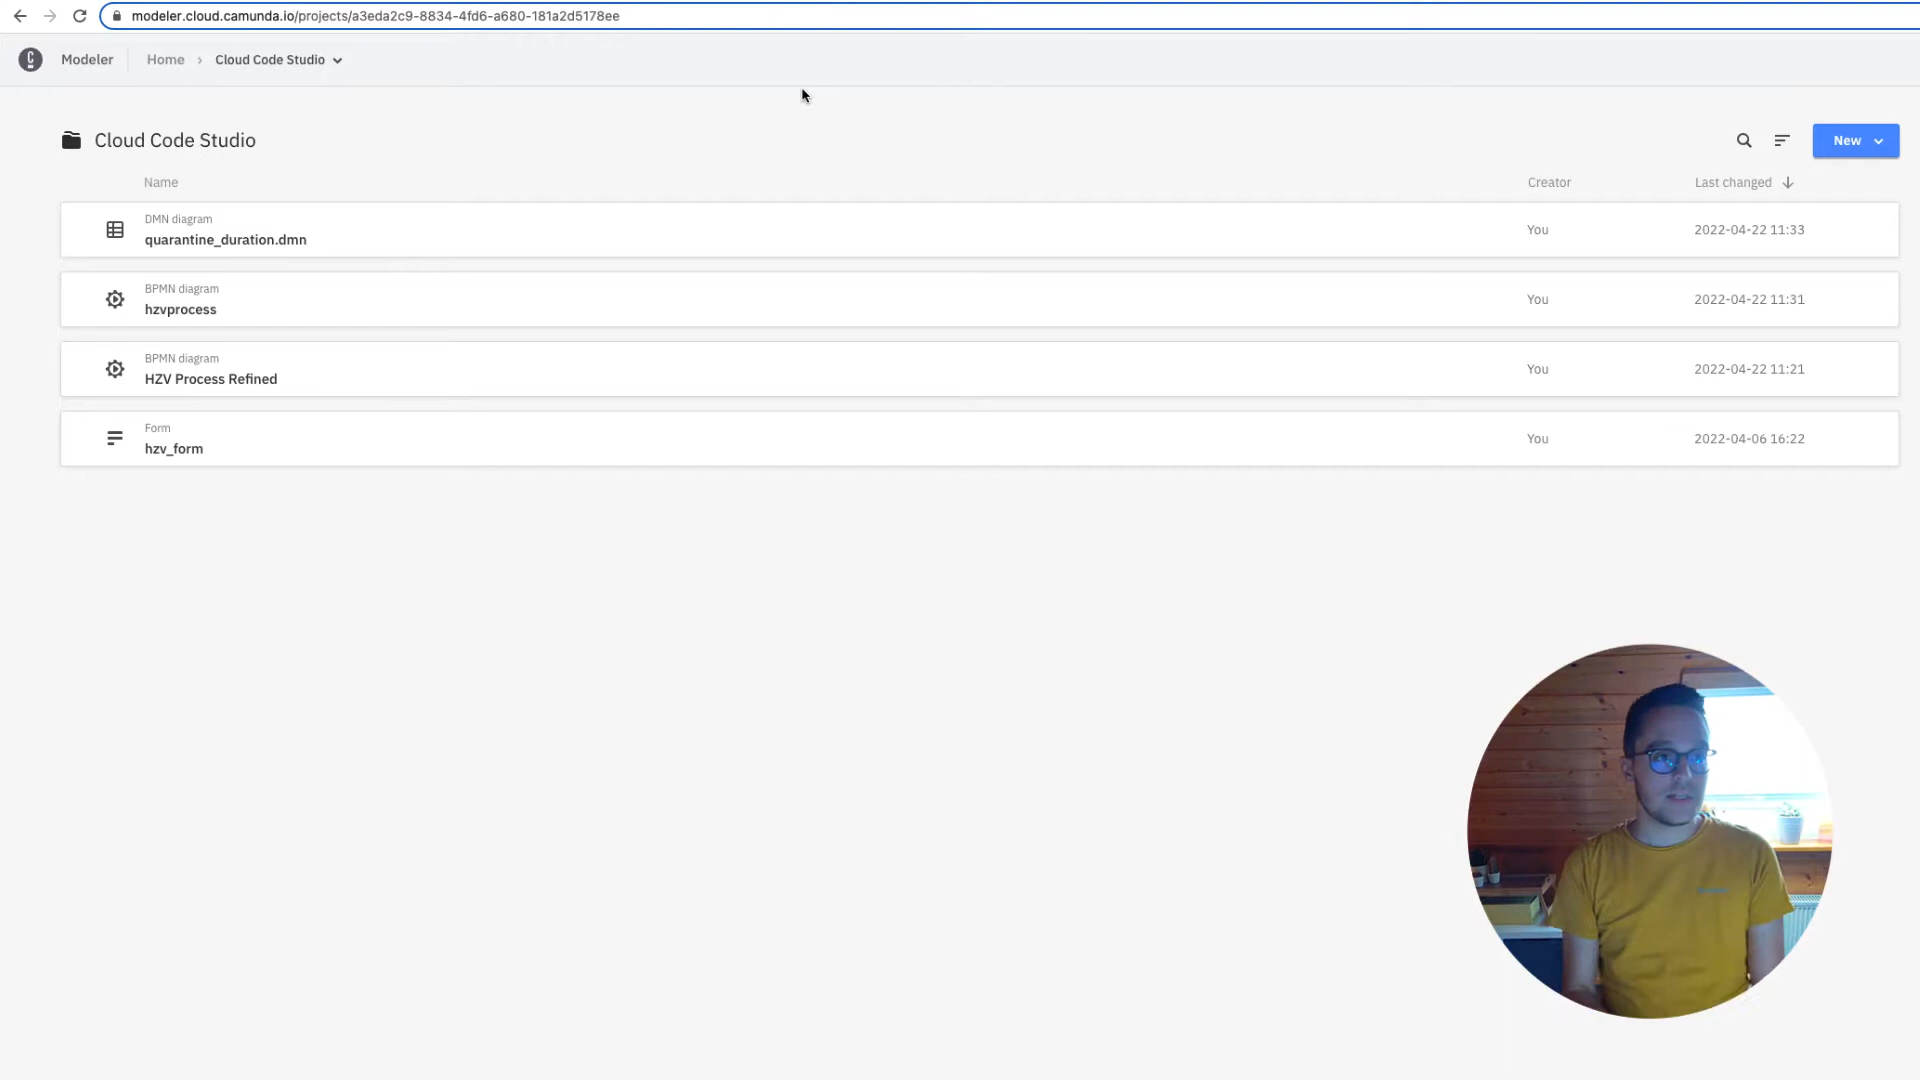 modeler.cloud.camunda.io/projects/a3eda2c9-8834-4fd6-a680-181a2d5178ee
Modeler Home › Cloud Code Studio
Cloud Code Studio
New
Name Creator Last changed
DMN diagram
quarantine_duration.dmn You 2022-04-22 11:33
BPMN diagram
hzvprocess You 2022-04-22 11:31
BPMN diagram
HZV Process Refined You 2022-04-22 11:21
Form
hzv_form You 2022-04-06 16:22